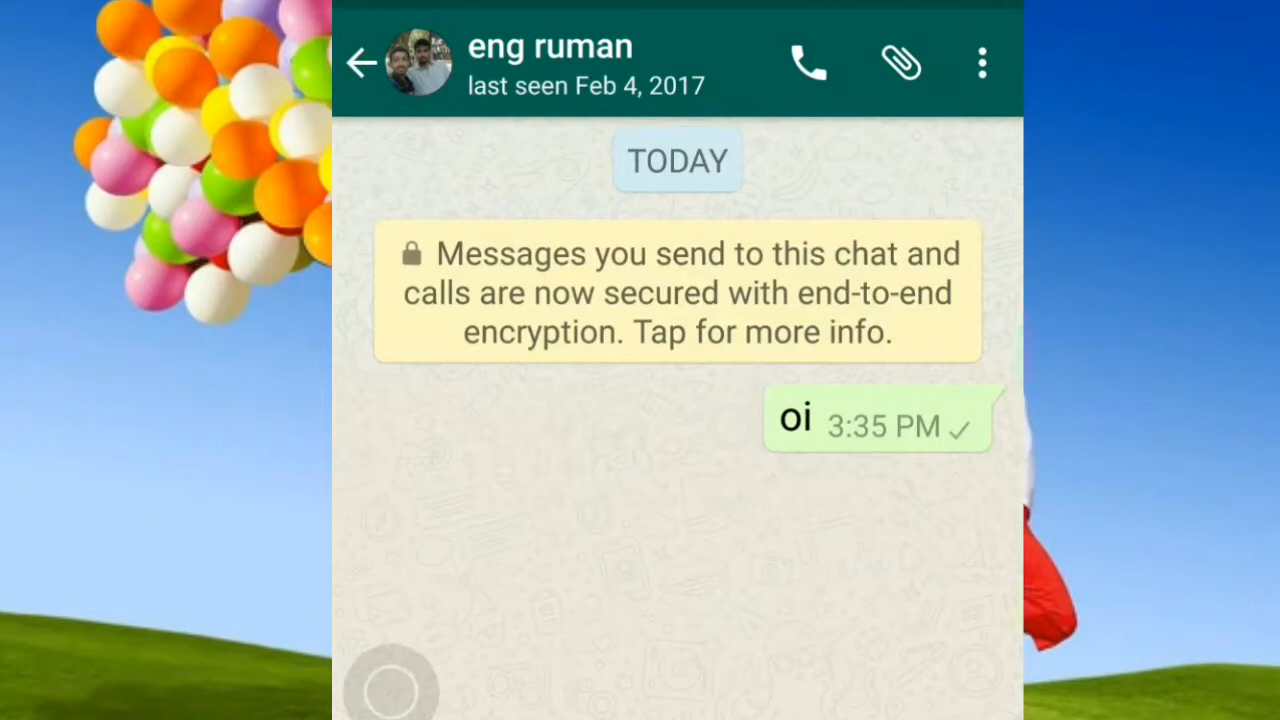 eng ruman
last seen Feb 4, 2017
TODAY
Messages you send to this chat and
calls are now secured with end-to-end
encryption. Tap for more info.
oi 3:35 PM